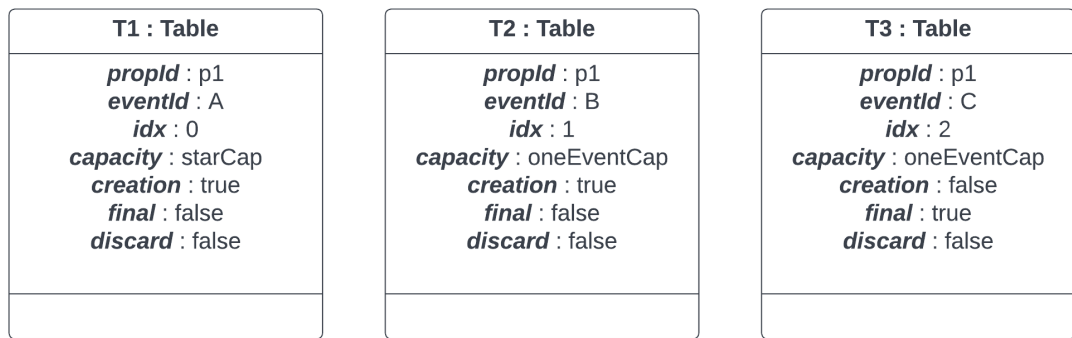 T1 : Table
propId : p1
eventId : A
idx : 0
capacity : starCap
creation : true
final : false
discard : false
T2 : Table
propId : p1
eventId : B
idx : 1
capacity : oneEventCap
creation : true
final : false
discard : false
T3 : Table
propId : p1
eventId : C
idx : 2
capacity : oneEventCap
creation : false
final : true
discard : false